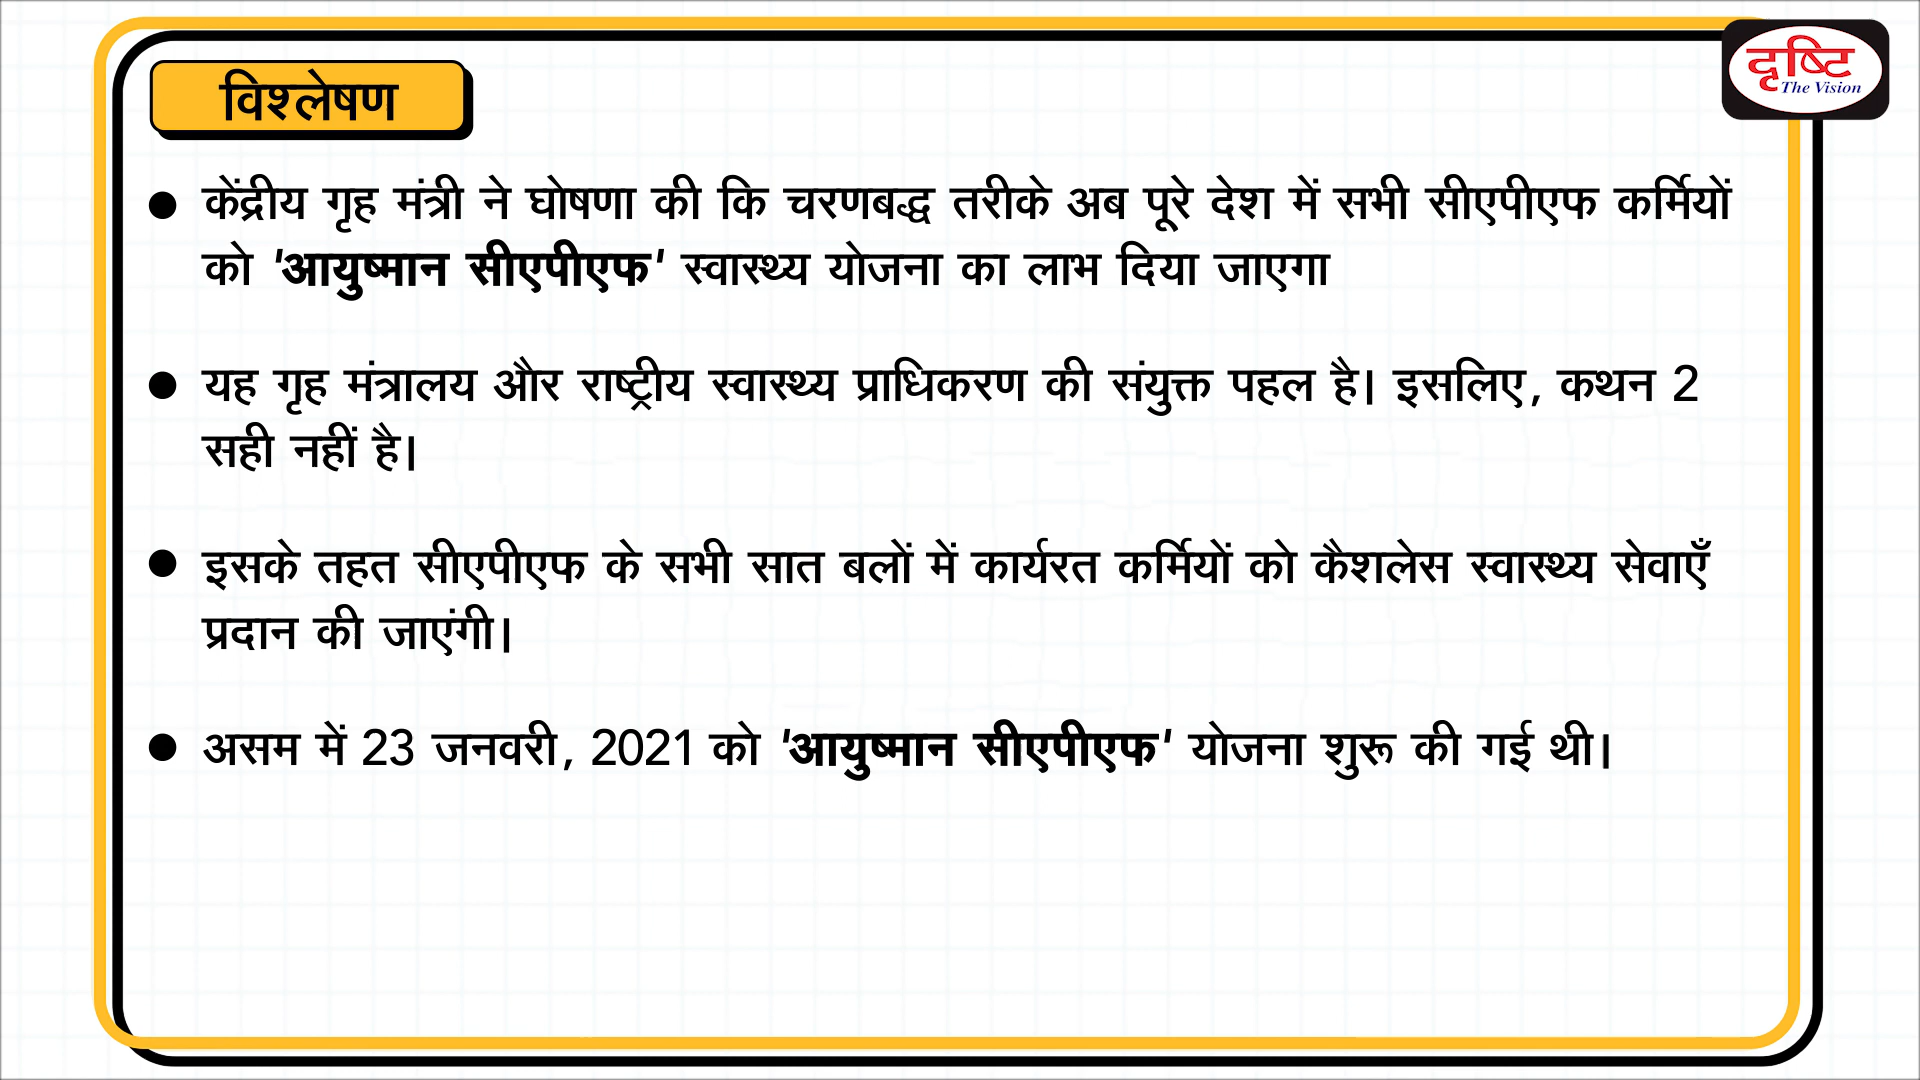 विश्लेषण
दृष्टि
The Vision
● केंद्रीय गृह मंत्री ने घोषणा की कि चरणबद्ध तरीके अब पूरे देश में सभी सीएपीएफ कर्मियों
को 'आयुष्मान सीएपीएफ' स्वास्थ्य योजना का लाभ दिया जाएगा
● यह गृह मंत्रालय और राष्ट्रीय स्वास्थ्य प्राधिकरण की संयुक्त पहल है। इसलिए, कथन 2
सही नहीं है।
● इसके तहत सीएपीएफ के सभी सात बलों में कार्यरत कर्मियों को कैशलेस स्वास्थ्य सेवाएँ
प्रदान की जाएंगी।
● असम में 23 जनवरी, 2021 को 'आयुष्मान सीएपीएफ' योजना शुरू की गई थी।